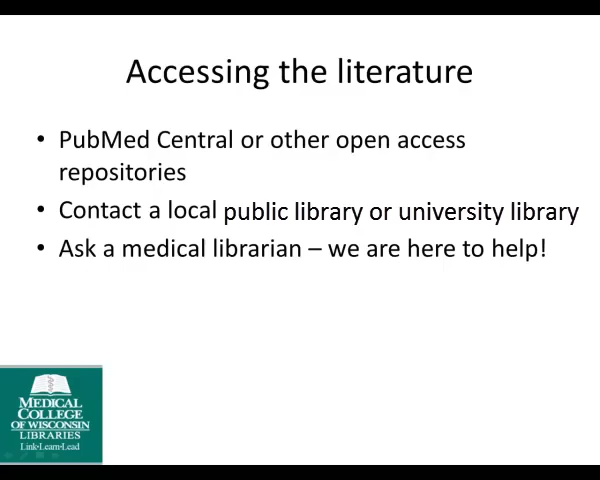 Accessing the literature
• PubMed Central or other open access
repositories
• Contact a local public library or university library
• Ask a medical librarian – we are here to help!
MEDICAL
COLLEGE
OF WISCONSIN
LIBRARIES
Link•Learn•Lead